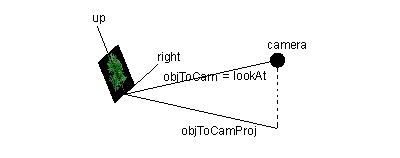 up
camera
right
objToCam = lookAt
objToCamProj